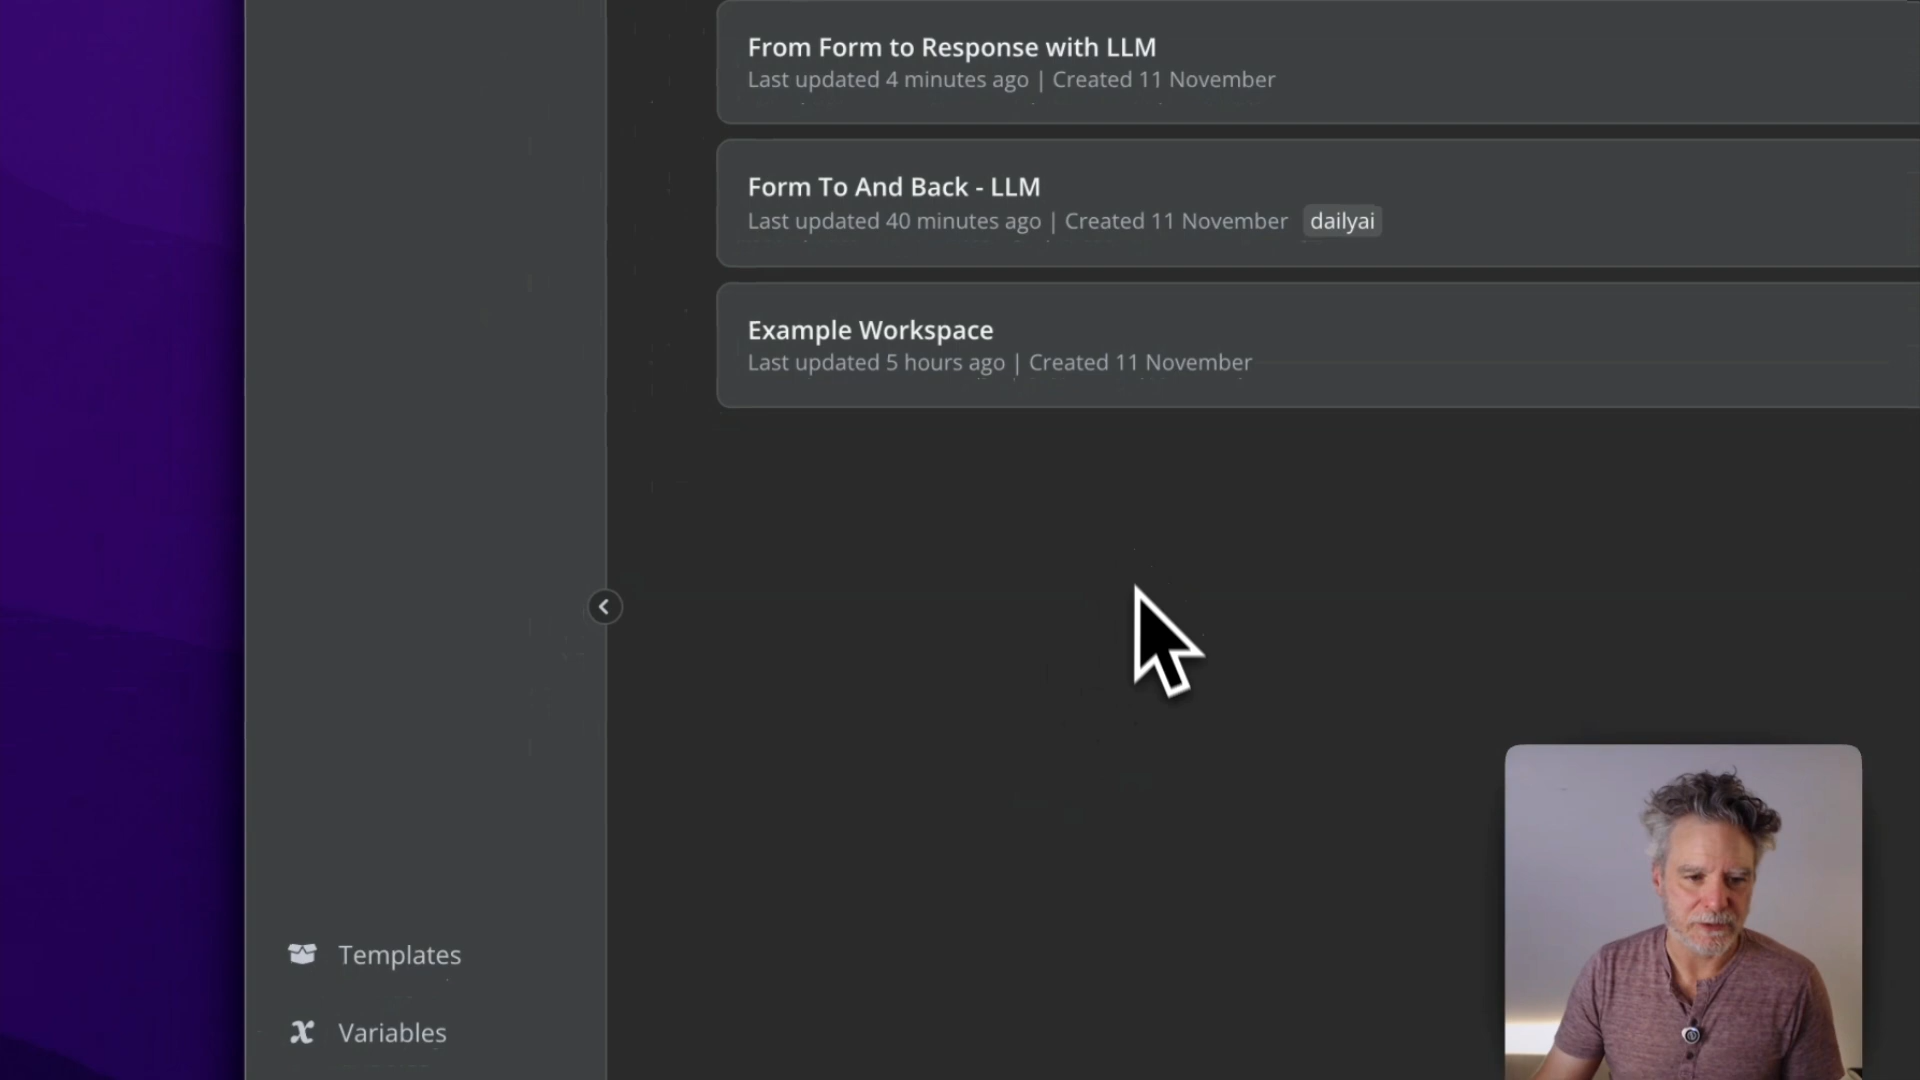 From Form to Response with LLM
Last updated 4 minutes ago | Created 11 November
Form To And Back - LLM
Last updated 40 minutes ago | Created 11 November dailyai
Example Workspace
Last updated 5 hours ago | Created 11 November
Templates
Variables